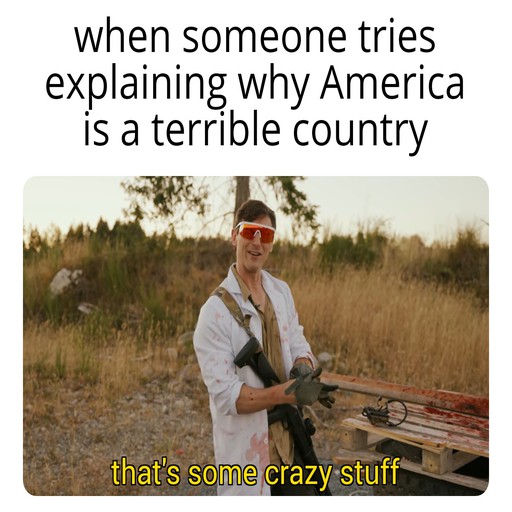 when someone tries
explaining why America
is a terrible country
that's some crazy stuff